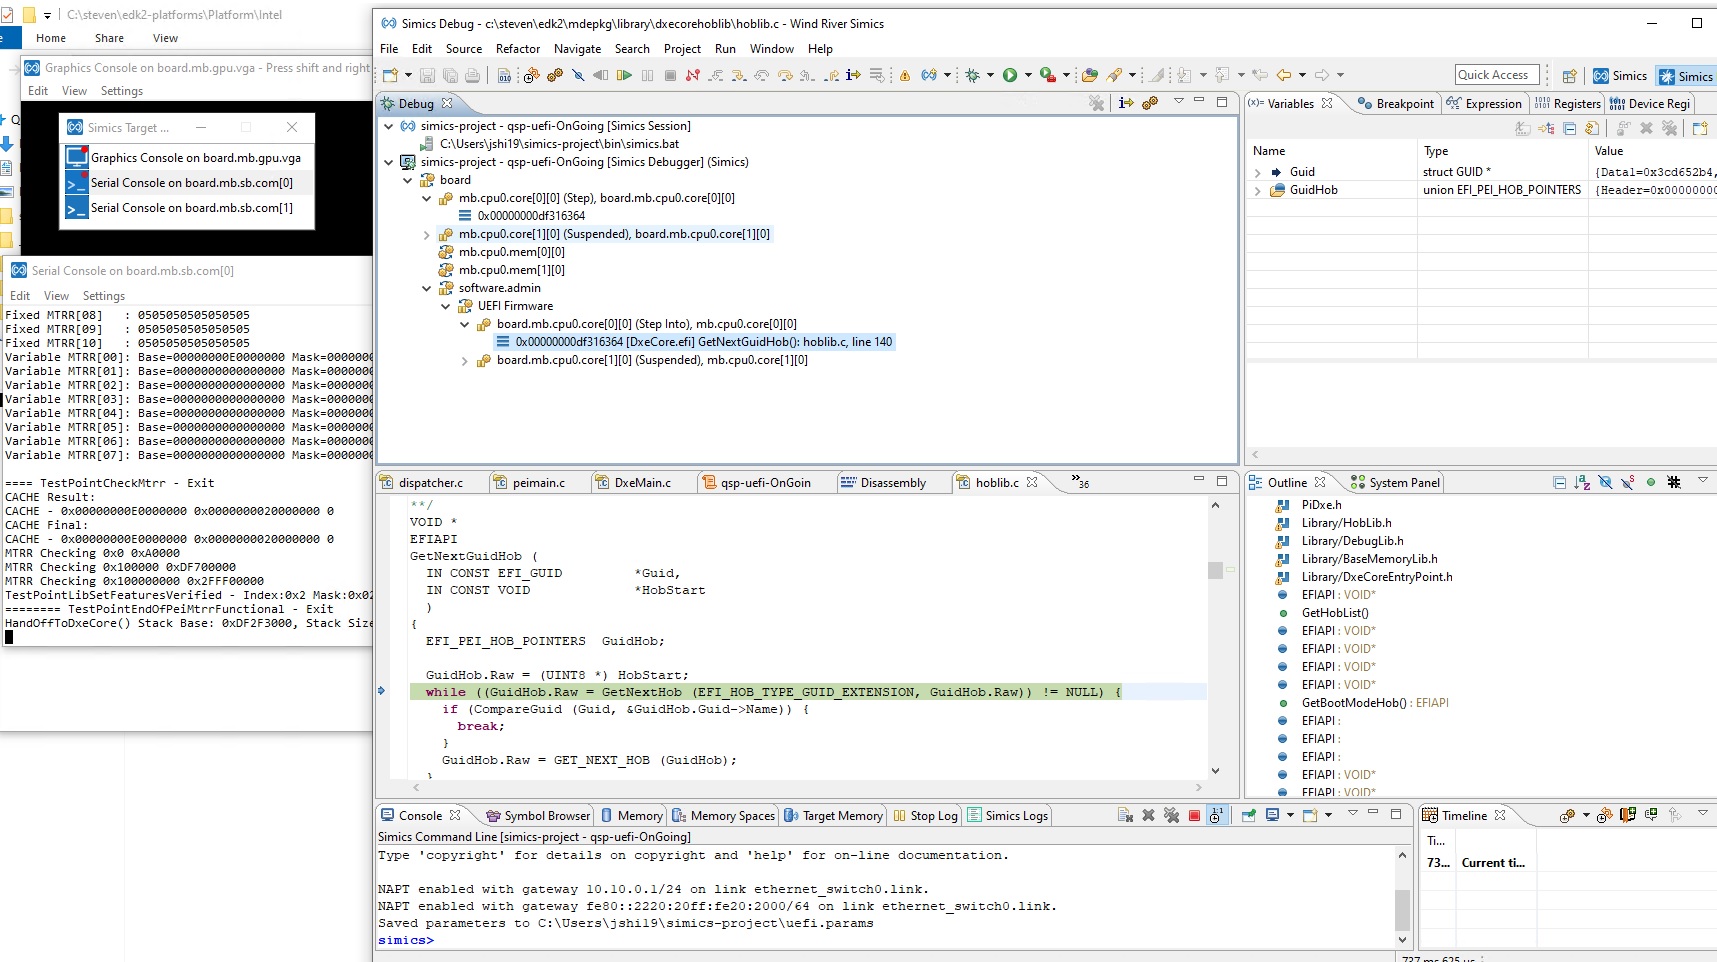 C:\steven\edk2-platforms\Platform\Intel
Home Share View
Graphics Console on board.mb.gpu.vga - Press shift and right
Edit View Settings
Simics Target ...
Graphics Console on board.mb.gpu.vga
Serial Console on board.mb.sb.com[0]
Serial Console on board.mb.sb.com[1]
Serial Console on board.mb.sb.com[0]
Edit View Settings
Fixed MTRR[08] : 0505050505050505
Fixed MTRR[09] : 0505050505050505
Fixed MTRR[10] : 0505050505050505
Variable MTRR[00]: Base=00000000E0000000 Mask=0000000
Variable MTRR[01]: Base=0000000000000000 Mask=0000000
Variable MTRR[02]: Base=0000000000000000 Mask=0000000
Variable MTRR[03]: Base=0000000000000000 Mask=0000000
Variable MTRR[04]: Base=0000000000000000 Mask=0000000
Variable MTRR[05]: Base=0000000000000000 Mask=0000000
Variable MTRR[06]: Base=0000000000000000 Mask=0000000
Variable MTRR[07]: Base=0000000000000000 Mask=0000000
==== TestPointCheckMtrr - Exit
CACHE Result:
CACHE - 0x00000000E0000000 0x0000000020000000 0
CACHE Final:
CACHE - 0x00000000E0000000 0x0000000020000000 0
MTRR Checking 0x0 0xA0000
MTRR Checking 0x100000 0xDF700000
MTRR Checking 0x100000000 0x2FFF00000
TestPointLibSetFeaturesVerified - Index:0x2 Mask:0x02
======== TestPointEndOfPeiMtrrFunctional - Exit
HandOffToDxeCore() Stack Base: 0xDF2F3000, Stack Size
Simics Debug - c:\steven\edk2\mdepkg\library\dxecorehoblib\hoblib.c - Wind River Simics
File Edit Source Refactor Navigate Search Project Run Window Help
Quick Access Simics Simics
Debug
simics-project - qsp-uefi-OnGoing [Simics Session]
C:\Users\jshi19\simics-project\bin\simics.bat
simics-project - qsp-uefi-OnGoing [Simics Debugger] (Simics)
board
mb.cpu0.core[0][0] (Step), board.mb.cpu0.core[0][0]
0x00000000df316364
mb.cpu0.core[1][0] (Suspended), board.mb.cpu0.core[1][0]
mb.cpu0.mem[0][0]
mb.cpu0.mem[1][0]
software.admin
UEFI Firmware
board.mb.cpu0.core[0][0] (Step Into), mb.cpu0.core[0][0]
0x00000000df316364 [DxeCore.efi] GetNextGuidHob(): hoblib.c, line 140
board.mb.cpu0.core[1][0] (Suspended), mb.cpu0.core[1][0]
(x)= Variables Breakpoint Expression Registers Device Regi
Name Type Value
Guid struct GUID * {Data1=0x3cd652b4,
GuidHob union EFI_PEI_HOB_POINTERS {Header=0x00000000
dispatcher.c peimain.c DxeMain.c qsp-uefi-OnGoin Disassembly hoblib.c »36
**/
VOID *
EFIAPI
GetNextGuidHob (
IN CONST EFI_GUID *Guid,
IN CONST VOID *HobStart
)
{
EFI_PEI_HOB_POINTERS GuidHob;
GuidHob.Raw = (UINT8 *) HobStart;
while ((GuidHob.Raw = GetNextHob (EFI_HOB_TYPE_GUID_EXTENSION, GuidHob.Raw)) != NULL) {
if (CompareGuid (Guid, &GuidHob.Guid->Name)) {
break;
}
GuidHob.Raw = GET_NEXT_HOB (GuidHob);
}
Outline System Panel
PiDxe.h
Library/HobLib.h
Library/DebugLib.h
Library/BaseMemoryLib.h
Library/DxeCoreEntryPoint.h
EFIAPI : VOID*
GetHobList()
EFIAPI : VOID*
EFIAPI : VOID*
EFIAPI : VOID*
EFIAPI : VOID*
GetBootModeHob() : EFIAPI
EFIAPI :
EFIAPI :
EFIAPI :
EFIAPI : VOID*
EFIAPI : VOID*
Console Symbol Browser Memory Memory Spaces Target Memory Stop Log Simics Logs
Simics Command Line [simics-project - qsp-uefi-OnGoing]
Type 'copyright' for details on copyright and 'help' for on-line documentation.
NAPT enabled with gateway 10.10.0.1/24 on link ethernet_switch0.link.
NAPT enabled with gateway fe80::2220:20ff:fe20:2000/64 on link ethernet_switch0.link.
Saved parameters to C:\Users\jshi19\simics-project\uefi.params
simics>
Timeline
Ti...
73... Current ti...
737 ms 625 us